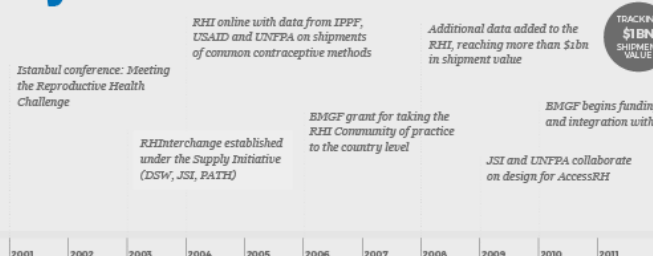 RHI online with data from IPPF,
USAID and UNFPA on shipments
of common contraceptive methods
Additional data added to the
RHI, reaching more than $1bn
in shipment value
TRACKIN
$1BN
SHIPMEN
VALUE
Istanbul conference: Meeting
the Reproductive Health
Challenge
BMGF grant for taking the
RHI Community of practice
to the country level
BMGF begins fundin
and integration with
RHInterchange established
under the Supply Initiative
(DSW, JSI, PATH)
JSI and UNFPA collaborate
on design for AccessRH
2001 2002 2003 2004 2005 2006 2007 2008 2009 2010 2011